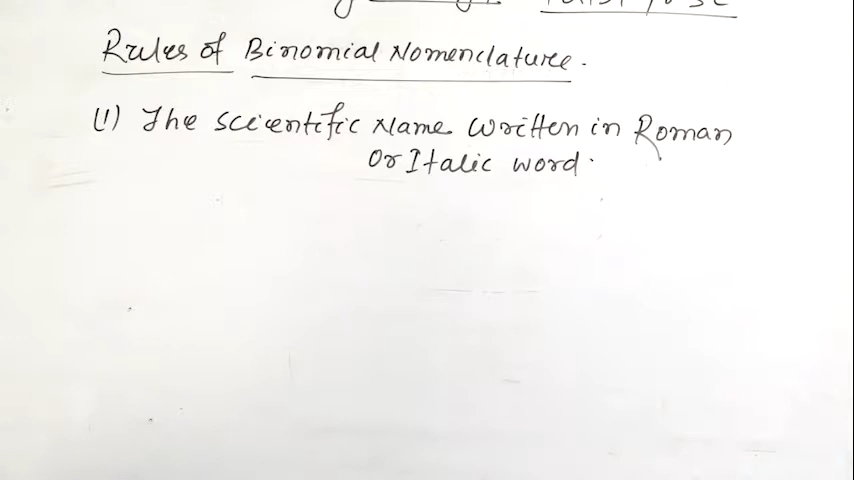 Rules of Binomial Nomenclature.
(1) The Scientific Name Written in Roman
Or Italic word.